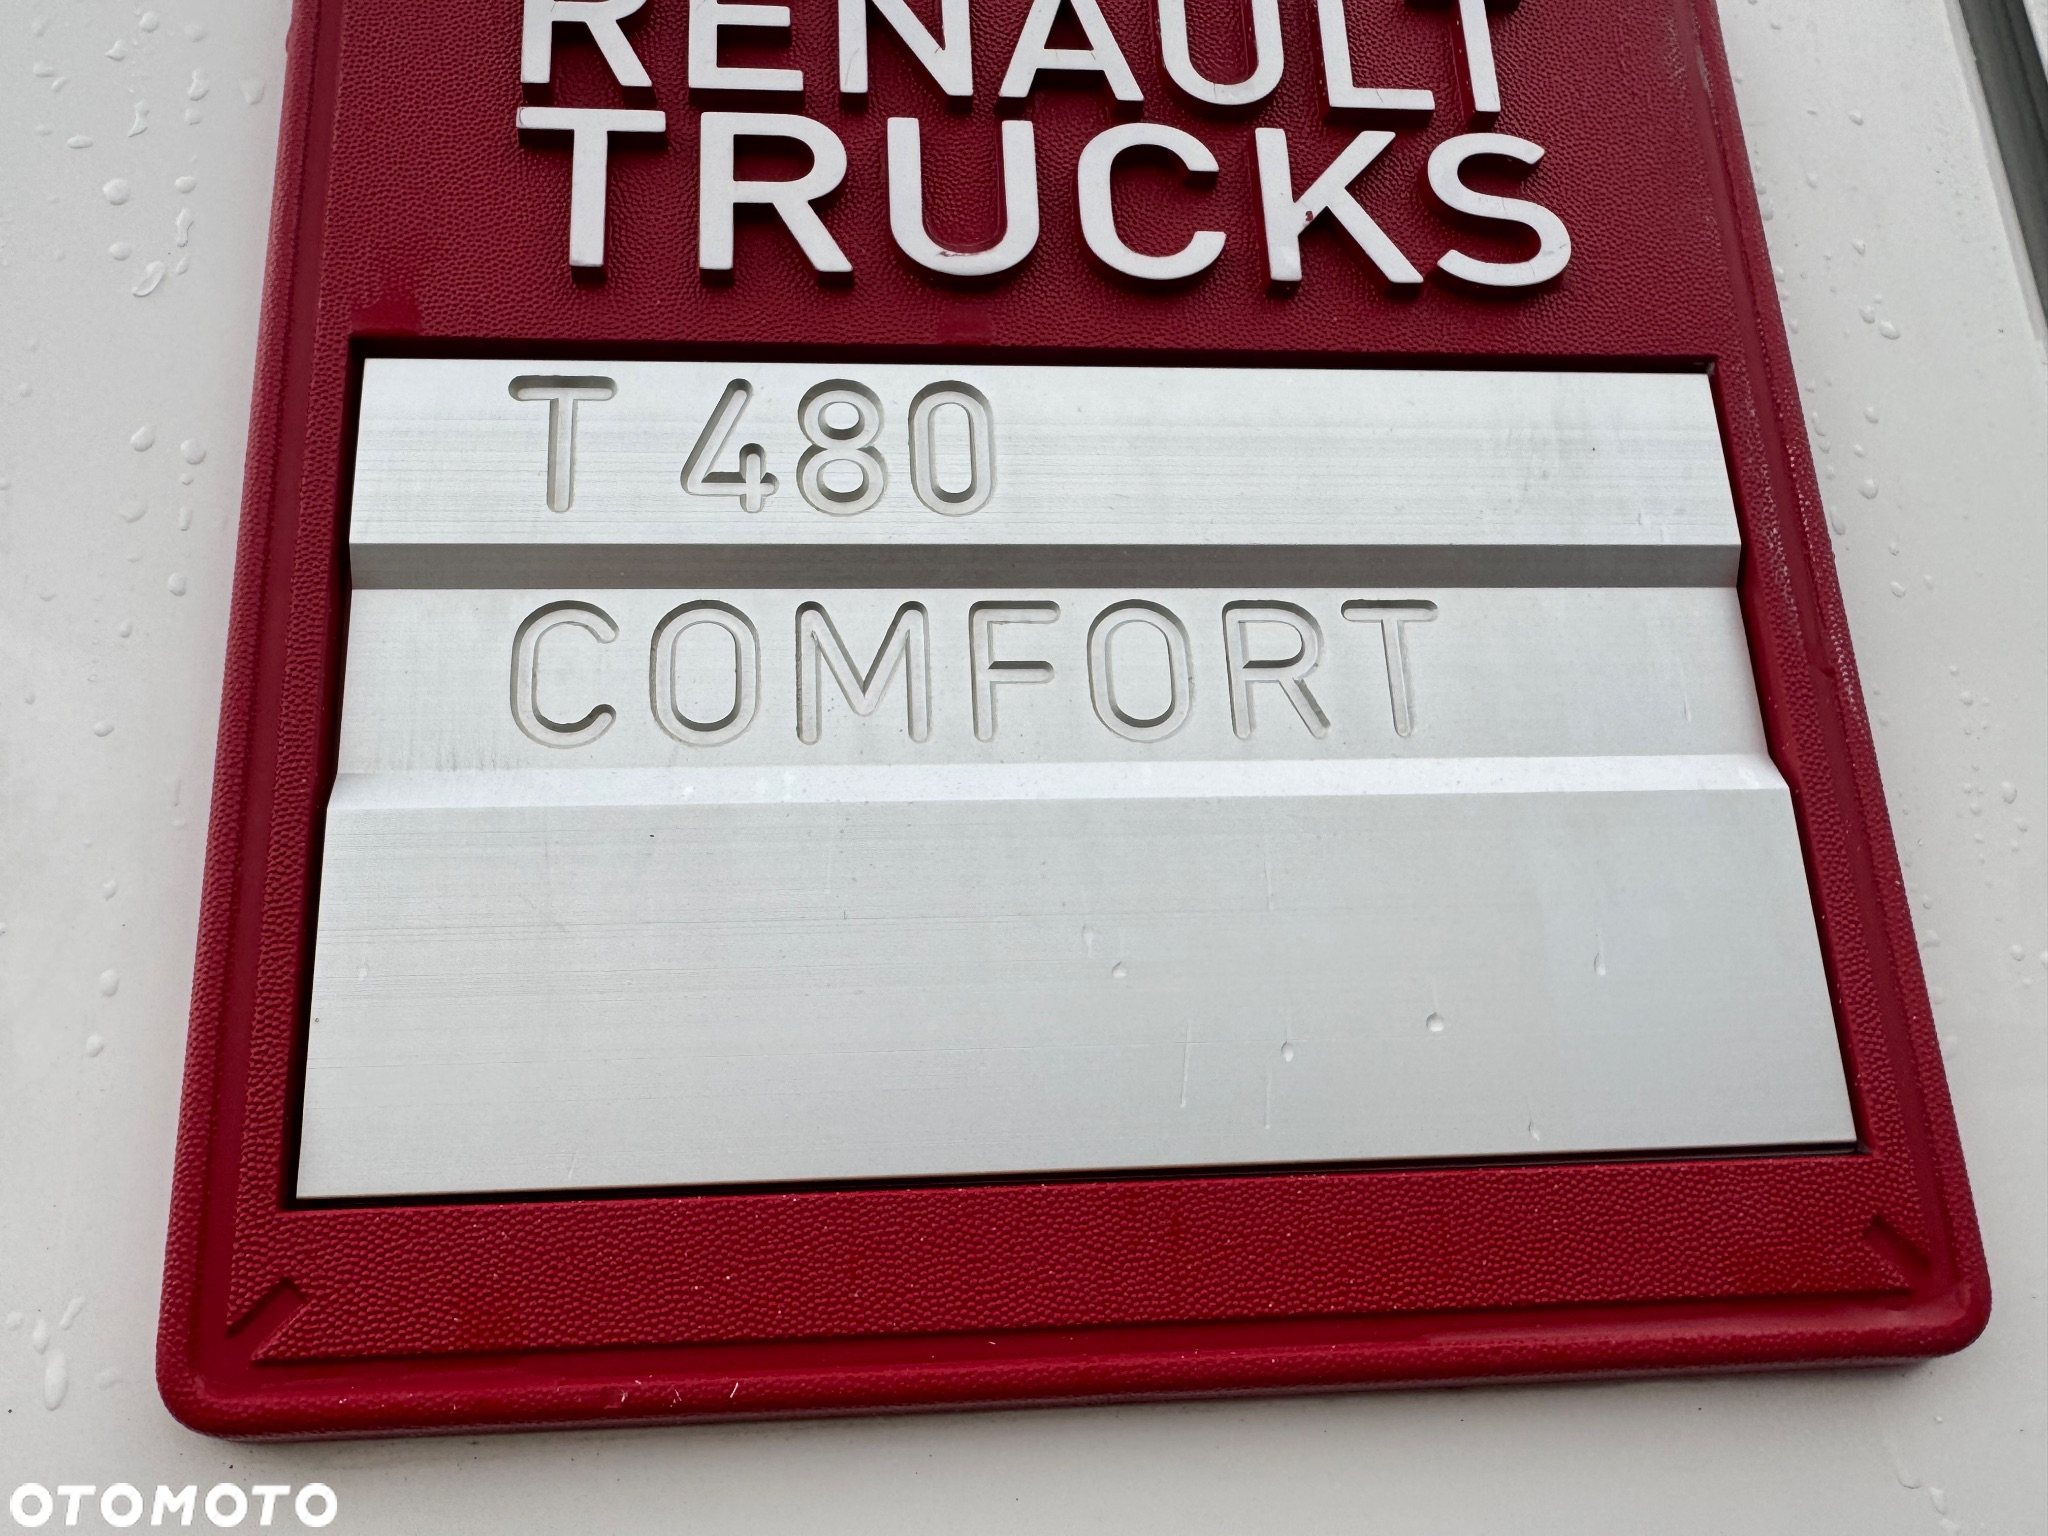 RENAULT
TRUCKS
T 480
COMFORT
OTOMOTO